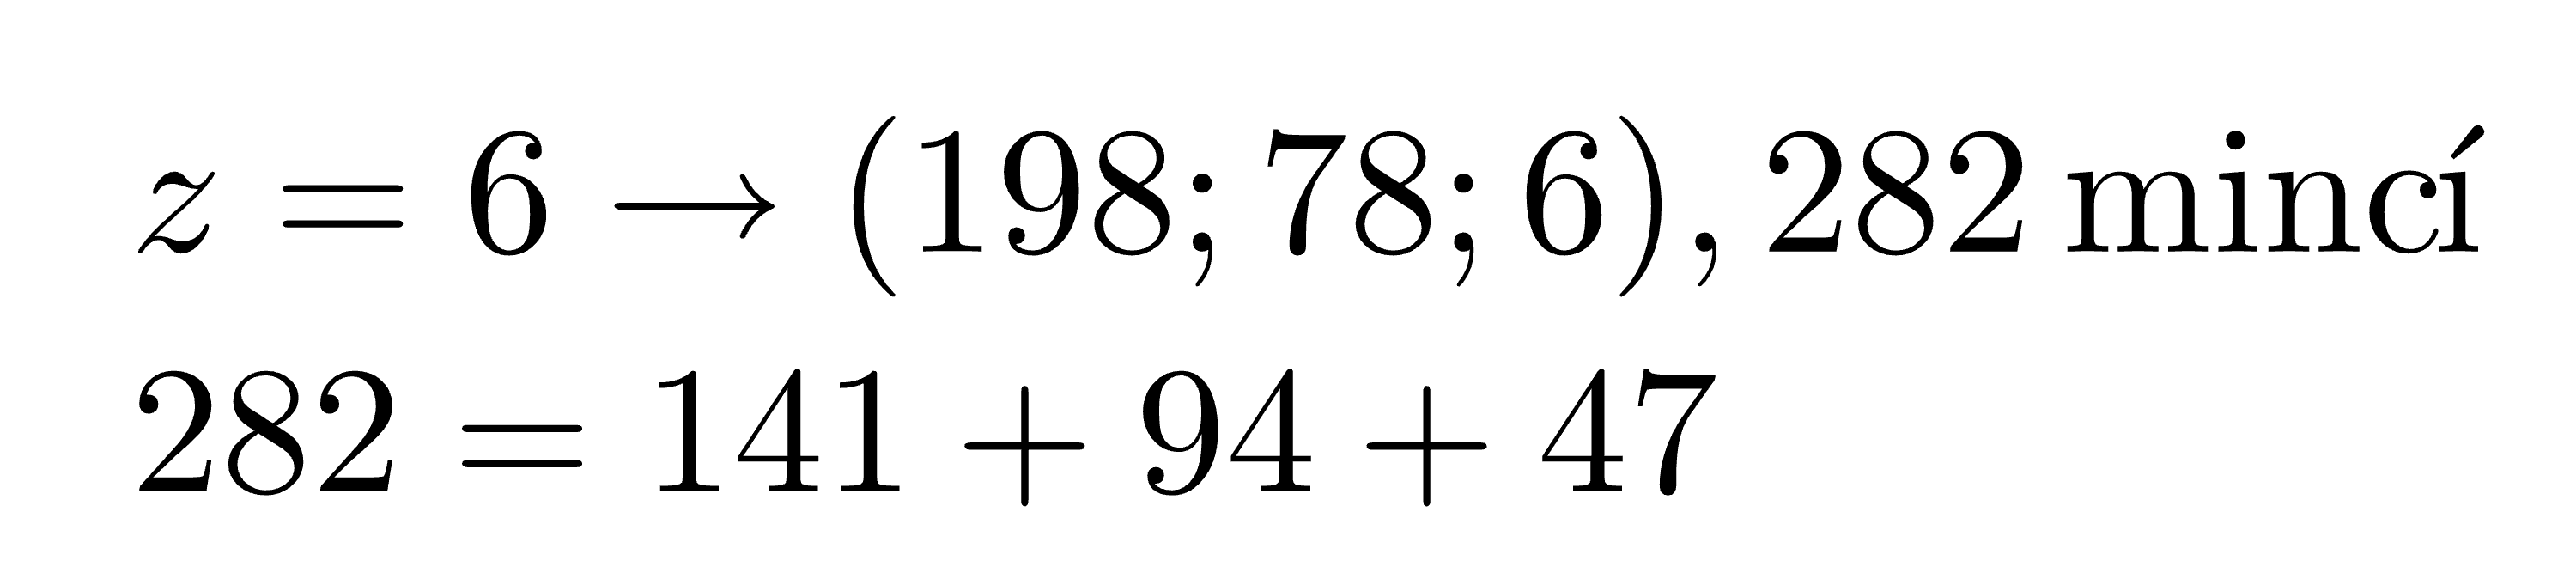 z = 6 → (198; 78; 6), 282 mincí
282 = 141 + 94 + 47